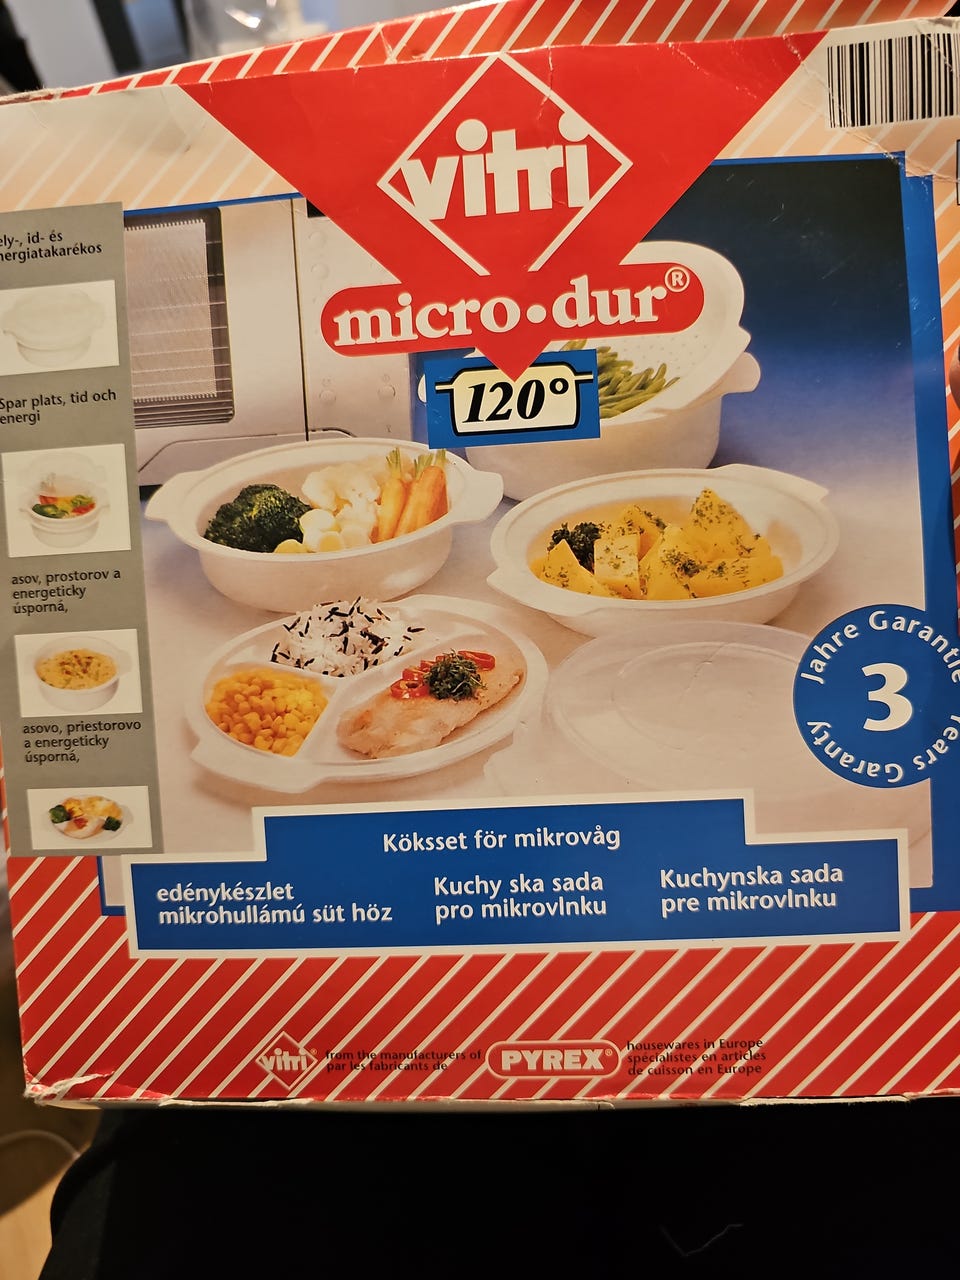 vitri
micro•dur®
120°
ely-, id- és
nergiatakarékos
Spar plats, tid och
energi
asov, prostorov a
energeticky
úsporná,
asovo, priestorovo
a energeticky
úsporná,
Jahre Garantie
3
Years Garanty
Köksset för mikrovåg
edénykészlet
mikrohullámú süt höz
Kuchy ska sada
pro mikrovlnku
Kuchynska sada
pre mikrovlnku
vitri®
from the manufacturers of
par les fabricants de
PYREX®
housewares in Europe
spécialistes en articles
de cuisson en Europe